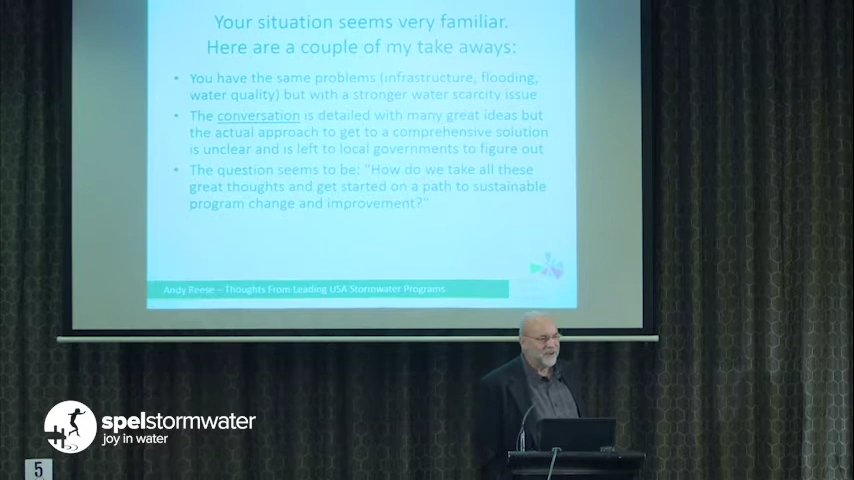 Your situation seems very familiar.
Here are a couple of my take aways:
• You have the same problems (infrastructure, flooding,
water quality) but with a stronger water scarcity issue
• The conversation is detailed with many great ideas but
the actual approach to get to a comprehensive solution
is unclear and is left to local governments to figure out
• The question seems to be: "How do we take all these
great thoughts and get started on a path to sustainable
program change and improvement?"
Andy Reese – Thoughts From Leading USA Stormwater Programs
spelstormwater
joy in water
5